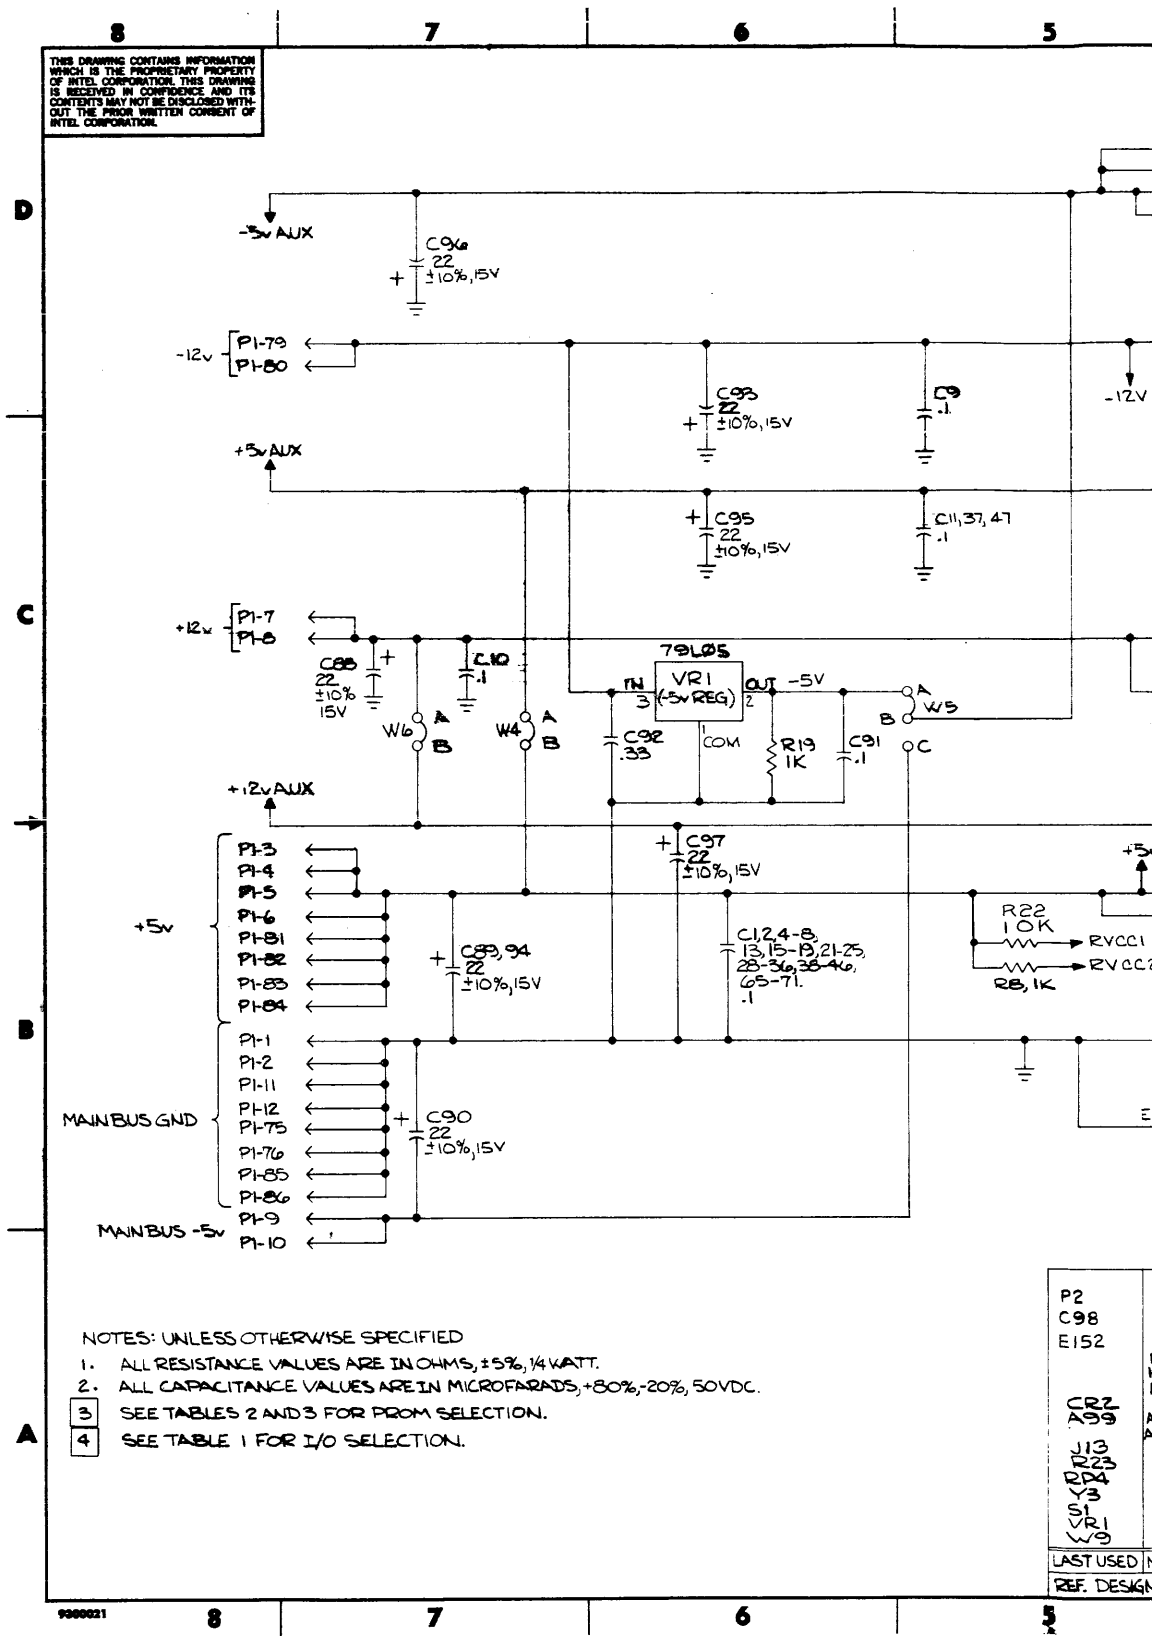 8 7 6 5
THIS DRAWING CONTAINS INFORMATION
WHICH IS THE PROPRIETARY PROPERTY
OF INTEL CORPORATION. THIS DRAWING
IS RECEIVED IN CONFIDENCE AND ITS
CONTENTS MAY NOT BE DISCLOSED WITH-
OUT THE PRIOR WRITTEN CONSENT OF
INTEL CORPORATION.
D
-5V AUX
C96
22
±10%, 15V
+
-12V
P1-79
P1-80
C93
22
+ ±10%, 15V
C9
.1
-12V
+5V AUX
+ C95
22
±10%, 15V
C11,37,47
.1
C
+12V
P1-7
P1-8
C88 +
22
±10%
15V
C10
.1
79L05
IN
3
VR1
(-5V REG)
OUT
2
-5V
1
COM
A
W5
B
C
W6 A
B
W4 A
B
C92
.33
R19
1K
C91
.1
+12V AUX
+ C97
22
±10%, 15V
+5V
P1-3
P1-4
P1-5
P1-6
P1-81
P1-82
P1-83
P1-84
+ C89,94
22
±10%, 15V
C1,2,4-8,
13,15-19,21-25,
28-36,38-46,
65-71.
.1
+5V
R22
10K
RVCC1
RVCC2
R8, 1K
B
MAIN BUS GND
P1-1
P1-2
P1-11
P1-12
P1-75
P1-76
P1-85
P1-86
+ C90
22
±10%, 15V
E
MAIN BUS -5V
P1-9
P1-10
NOTES: UNLESS OTHERWISE SPECIFIED
1. ALL RESISTANCE VALUES ARE IN OHMS, ±5%, 1/4 WATT.
2. ALL CAPACITANCE VALUES ARE IN MICROFARADS, +80%,-20%, 50VDC.
3 SEE TABLES 2 AND 3 FOR PROM SELECTION.
4 SEE TABLE 1 FOR I/O SELECTION.
A
P2
C98
E152
CR2
A99
J13
R23
RP4
Y3
S1
VR1
W9
LAST USED
REF. DESIGN
9300021
8 7 6 5